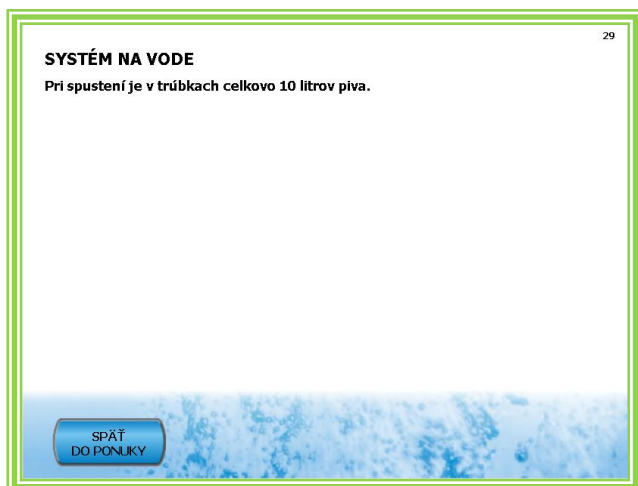 29
SYSTÉM NA VODE
Pri spustení je v trúbkach celkovo 10 litrov piva.
SPÄŤ
DO PONUKY